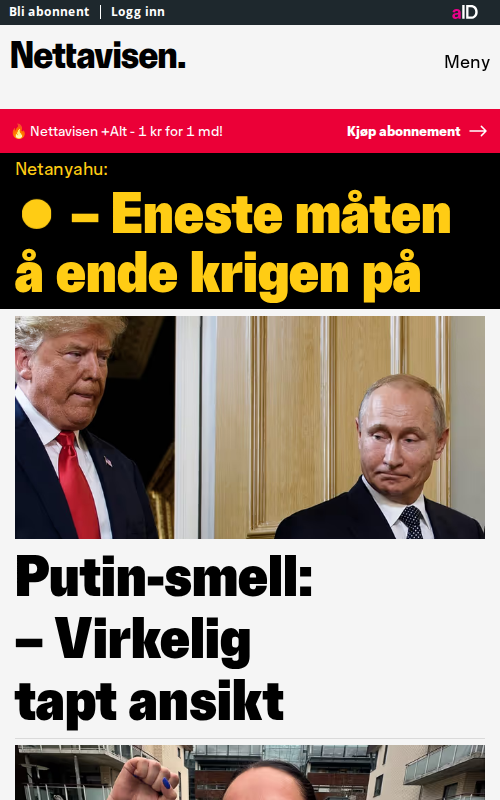 Bli abonnent | Logg inn
aID
Nettavisen.
Meny
🔥 Nettavisen +Alt - 1 kr for 1 md!
Kjøp abonnement →
Netanyahu:
● – Eneste måten
å ende krigen på
Putin-smell:
– Virkelig
tapt ansikt